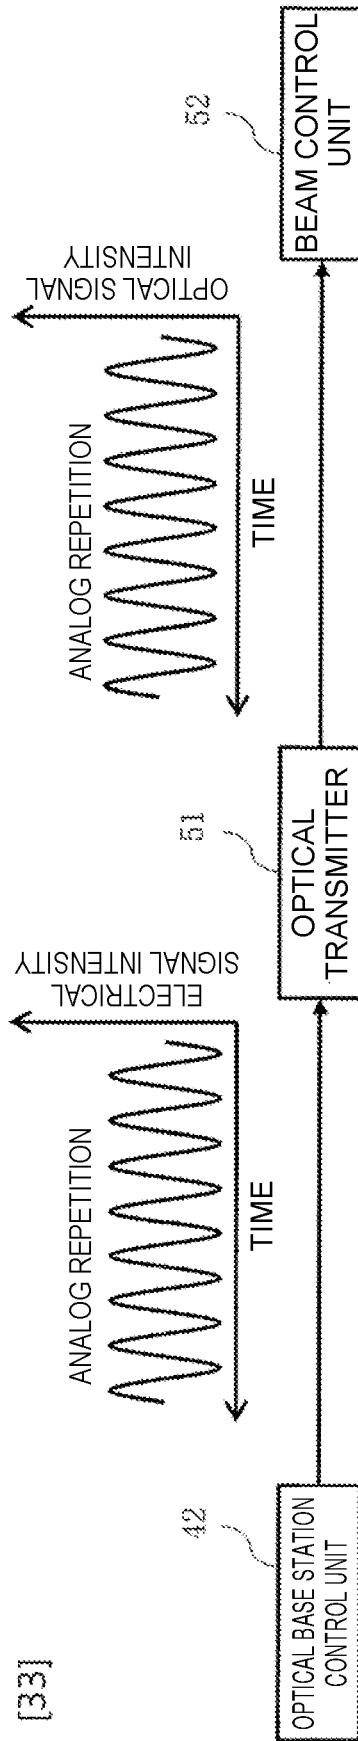 [33]
42
OPTICAL BASE STATION
CONTROL UNIT
ANALOG REPETITION
ELECTRICAL
SIGNAL INTENSITY
TIME
51
OPTICAL
TRANSMITTER
ANALOG REPETITION
OPTICAL SIGNAL
INTENSITY
TIME
52
BEAM CONTROL
UNIT